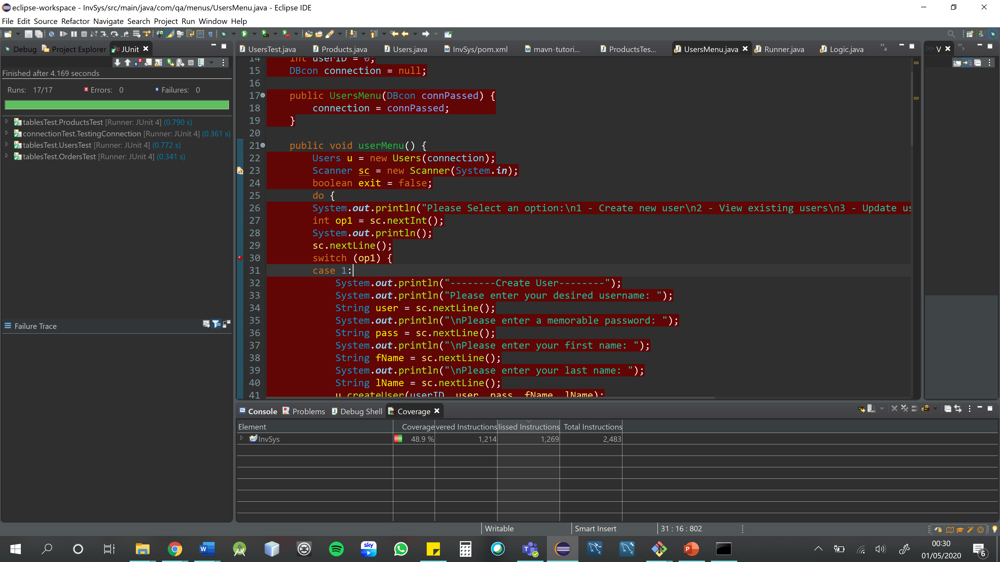 eclipse-workspace - InvSys/src/main/java/com/qa/menus/UsersMenu.java - Eclipse IDE
File Edit Source Refactor Navigate Search Project Run Window Help
Debug Project Explorer JUnit
Finished after 4.169 seconds
Runs: 17/17 Errors: 0 Failures: 0
tablesTest.ProductsTest [Runner: JUnit 4] (0.790 s)
connectionTest.TestingConnection [Runner: JUnit 4] (0.361 s)
tablesTest.UsersTest [Runner: JUnit 4] (0.772 s)
tablesTest.OrdersTest [Runner: JUnit 4] (0.341 s)
Failure Trace
UsersTest.java Products.java Users.java InvSys/pom.xml mavn-tutori... ProductsTes... UsersMenu.java Runner.java Logic.java »4
(x)= V »2
14 int userID = 0;
15 DBcon connection = null;
16
17 public UsersMenu(DBcon connPassed) {
18 connection = connPassed;
19 }
20
21 public void userMenu() {
22 Users u = new Users(connection);
23 Scanner sc = new Scanner(System.in);
24 boolean exit = false;
25 do {
26 System.out.println("Please Select an option:\n1 - Create new user\n2 - View existing users\n3 - Update us
27 int op1 = sc.nextInt();
28 System.out.println();
29 sc.nextLine();
30 switch (op1) {
31 case 1:
32 System.out.println("--------Create User--------");
33 System.out.println("Please enter your desired username: ");
34 String user = sc.nextLine();
35 System.out.println("\nPlease enter a memorable password: ");
36 String pass = sc.nextLine();
37 System.out.println("\nPlease enter your first name: ");
38 String fName = sc.nextLine();
39 System.out.println("\nPlease enter your last name: ");
40 String lName = sc.nextLine();
41 u.createUser(userID, user, pass, fName, lName);
Console Problems Debug Shell Coverage
Element Coverage vered Instructions lissed Instructions Total Instructions
InvSys 48.9 % 1,214 1,269 2,483
Writable Smart Insert 31 : 16 : 802
sky
00:30
01/05/2020
6